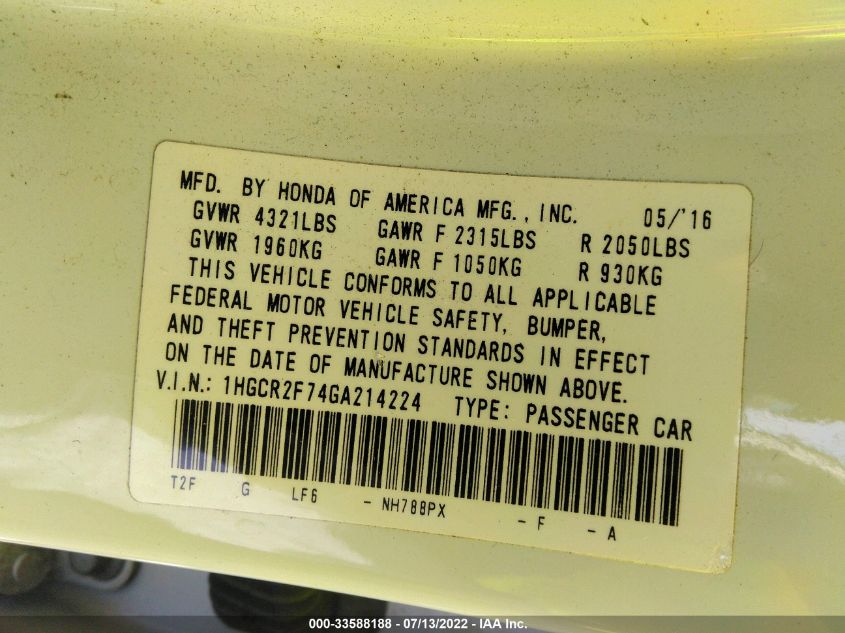 MFD. BY HONDA OF AMERICA MFG., INC. 05/'16
GVWR 4321LBS GAWR F 2315LBS R 2050LBS
GVWR 1960KG GAWR F 1050KG R 930KG
THIS VEHICLE CONFORMS TO ALL APPLICABLE
FEDERAL MOTOR VEHICLE SAFETY, BUMPER,
AND THEFT PREVENTION STANDARDS IN EFFECT
ON THE DATE OF MANUFACTURE SHOWN ABOVE.
V.I.N.: 1HGCR2F74GA214224 TYPE: PASSENGER CAR
T2F G LF6 - NH788PX - F - A
000-33588188 - 07/13/2022 - IAA Inc.